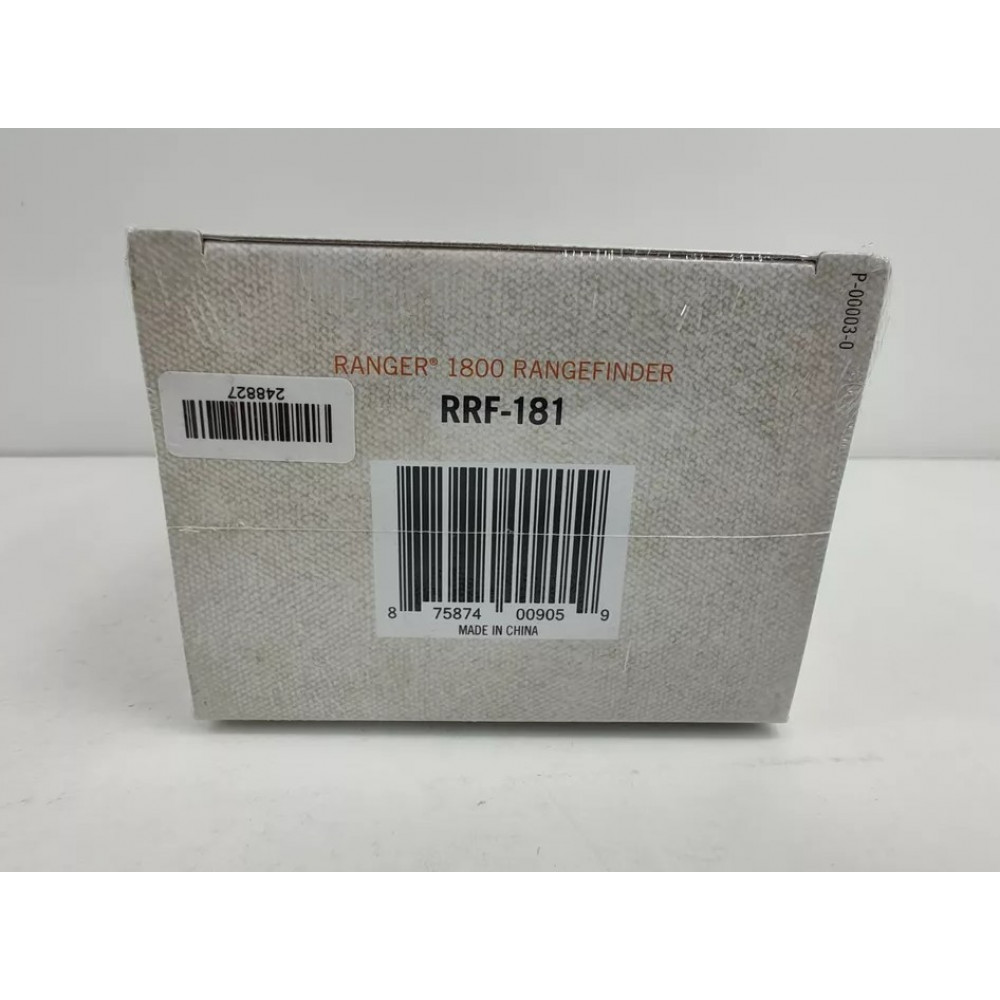 RANGER® 1800 RANGEFINDER
RRF-181
248827
P-00003-0
8 75874 00905 9
MADE IN CHINA